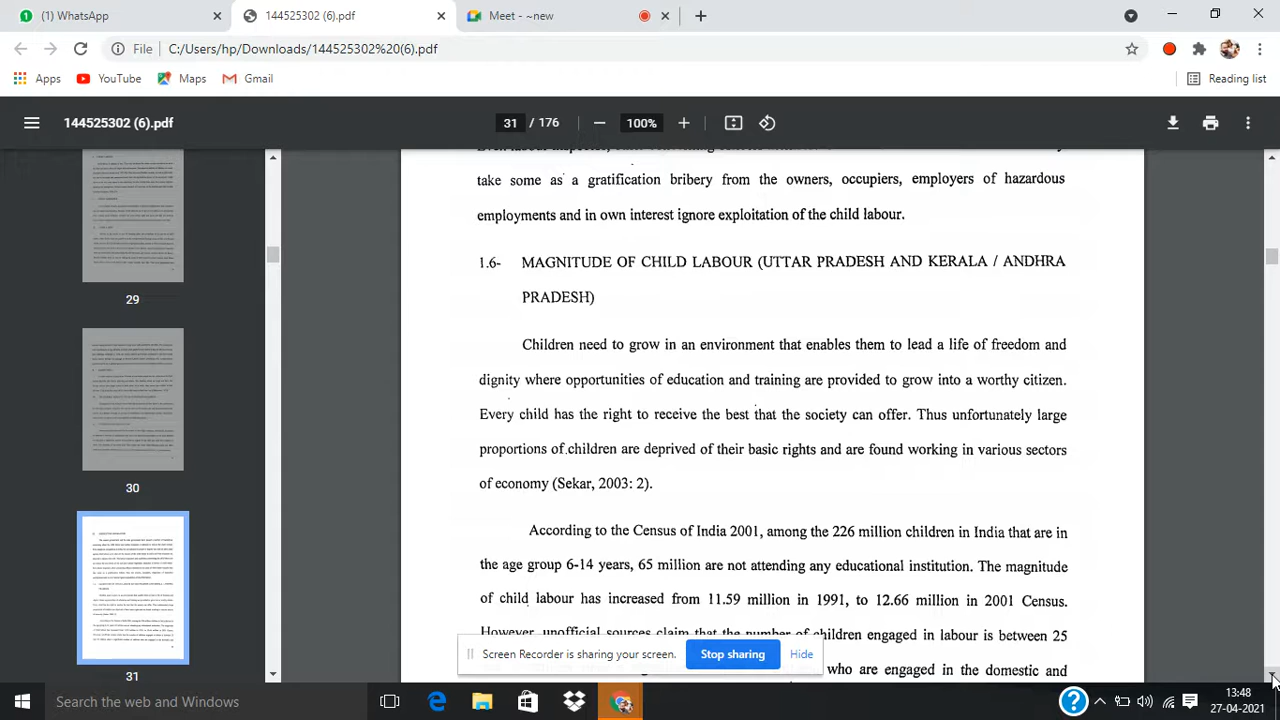 (1) WhatsApp
144525302 (6).pdf
Meet - ~new
File
C:/Users/hp/Downloads/144525302%20(6).pdf
Apps
YouTube
Maps
Gmail
Reading list
144525302 (6).pdf
31 / 176
100%
29
30
31
take some as a gratification bribery from the owners, occupiers, employers of hazardous
employments and in own interest ignore exploitation of the child labour.
1.6- MAGNITUDE OF CHILD LABOUR (UTTAR PRADESH AND KERALA / ANDHRA
PRADESH)
Children need to grow in an environment that enables them to lead a life of freedom and
dignity where opportunities of education and training are provided to grow into a worthy citizen.
Every child has the right to receive the best that the society can offer. Thus unfortunately large
proportions of children are deprived of their basic rights and are found working in various sectors
of economy (Sekar, 2003: 2).
According to the Census of India 2001, among the 226 million children in India that are in
the age group 6-14 years, 65 million are not attending any educational institution. The magnitude
of child labour has increased from 11.59 million in 1991, to 12.66 million in 2001 Census.
the number of children engaged in labour is between 25
who are engaged in the domestic and
Screen Recorder is sharing your screen.
Stop sharing
Hide
Type here to search
13:48
27-04-2021